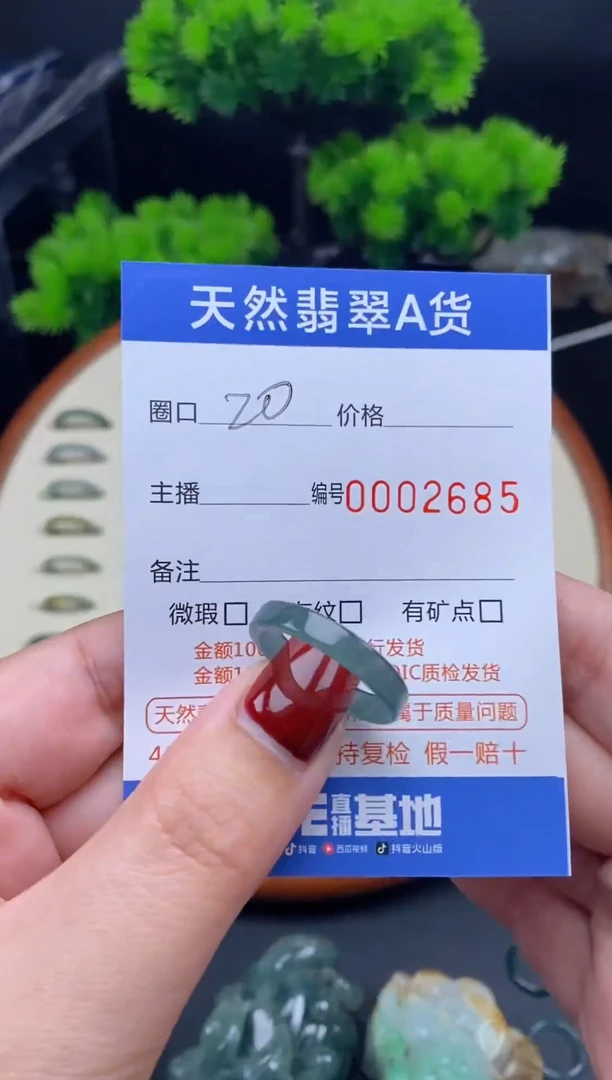 天然翡翠A货
圈口 20 价格
主播 编号0002685
备注
微瑕 纹 有矿点
金额10 行发货
金额1 IC质检发货
天然 属于质量问题
4 持复检 假一赔十
直播基地
抖音 西瓜视频 抖音火山版